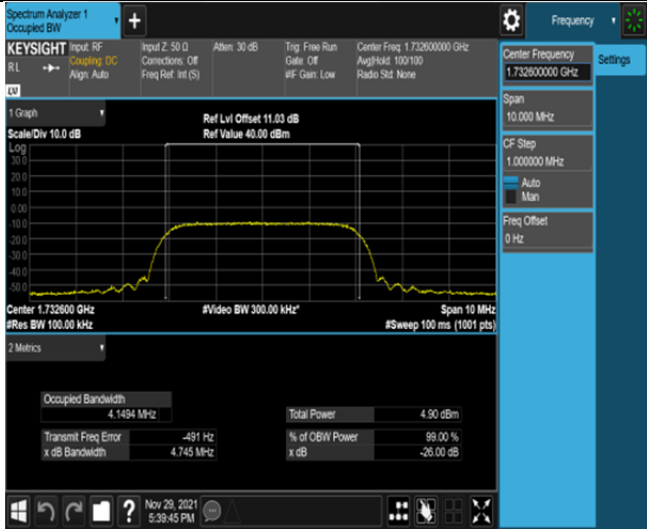 Spectrum Analyzer 1
Occupied BW
Frequency
KEYSIGHT
Input: RF
Coupling: DC
Align: Auto
Input Z: 50 Ω
Corrections: Off
Freq Ref: Int (S)
Atten: 30 dB
Trig: Free Run
Gate: Off
#IF Gain: Low
Center Freq: 1.732600000 GHz
Avg|Hold: 100/100
Radio Std: None
RL
Center Frequency
1.732600000 GHz
Settings
Span
10.000 MHz
CF Step
1.000000 MHz
Auto
Man
Freq Offset
0 Hz
1 Graph
Scale/Div 10.0 dB
Ref Lvl Offset 11.03 dB
Ref Value 40.00 dBm
Log
30.0
20.0
10.0
0.00
-10.0
-20.0
-30.0
-40.0
-50.0
Center 1.732600 GHz
#Video BW 300.00 kHz*
Span 10 MHz
#Res BW 100.00 kHz
#Sweep 100 ms (1001 pts)
2 Metrics
Occupied Bandwidth
4.1494 MHz
Total Power 4.90 dBm
Transmit Freq Error -491 Hz
% of OBW Power 99.00 %
x dB Bandwidth 4.745 MHz
x dB -26.00 dB
Nov 29, 2021
5:39:45 PM